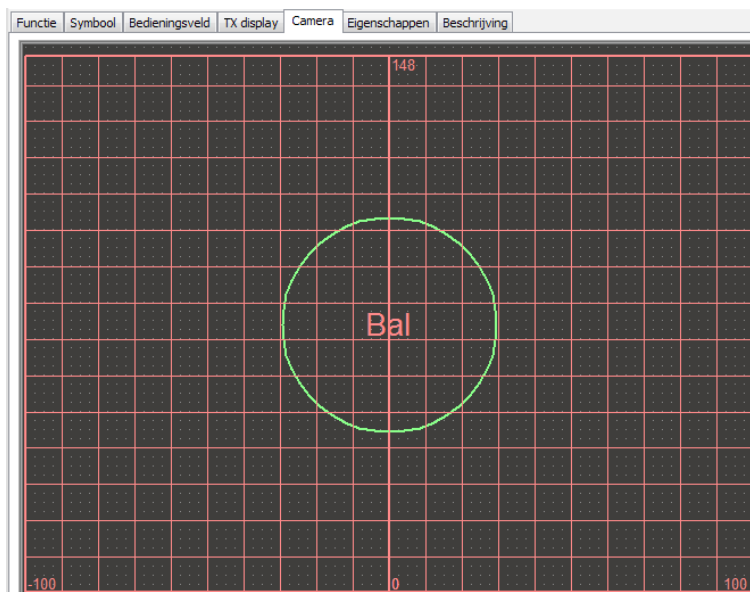 Functie Symbool Bedieningsveld TX display Camera Eigenschappen Beschrijving
148
Bal
-100 0 100